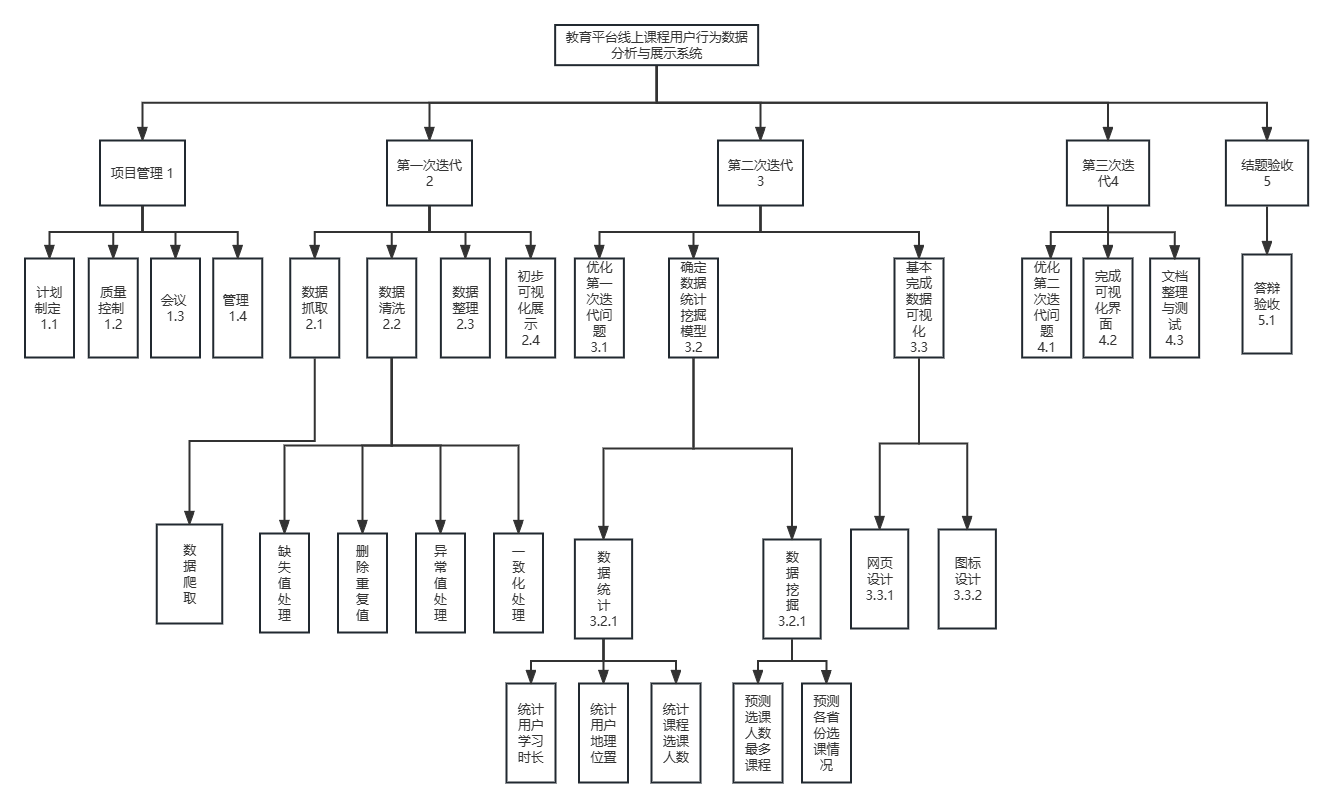 教育平台线上课程用户行为数据
分析与展示系统
项目管理 1
第一次迭代
2
第二次迭代
3
第三次迭
代4
结题验收
5
计划
制定
1.1
质量
控制
1.2
会议
1.3
管理
1.4
数据
抓取
2.1
数据
清洗
2.2
数据
整理
2.3
初步
可视
化展
示
2.4
优化
第一
次迭
代问
题
3.1
确定
数据
统计
挖掘
模型
3.2
基本
完成
数据
可视
化
3.3
优化
第二
次迭
代问
题
4.1
完成
可视
化界
面
4.2
文档
整理
与测
试
4.3
答辩
验收
5.1
数
据
爬
取
缺
失
值
处
理
删
除
重
复
值
异
常
值
处
理
一
致
化
处
理
数
据
统
计
3.2.1
数
据
挖
掘
3.2.1
网页
设计
3.3.1
图标
设计
3.3.2
统计
用户
学习
时长
统计
用户
地理
位置
统计
课程
选课
人数
预测
选课
人数
最多
课程
预测
各省
份选
课情
况